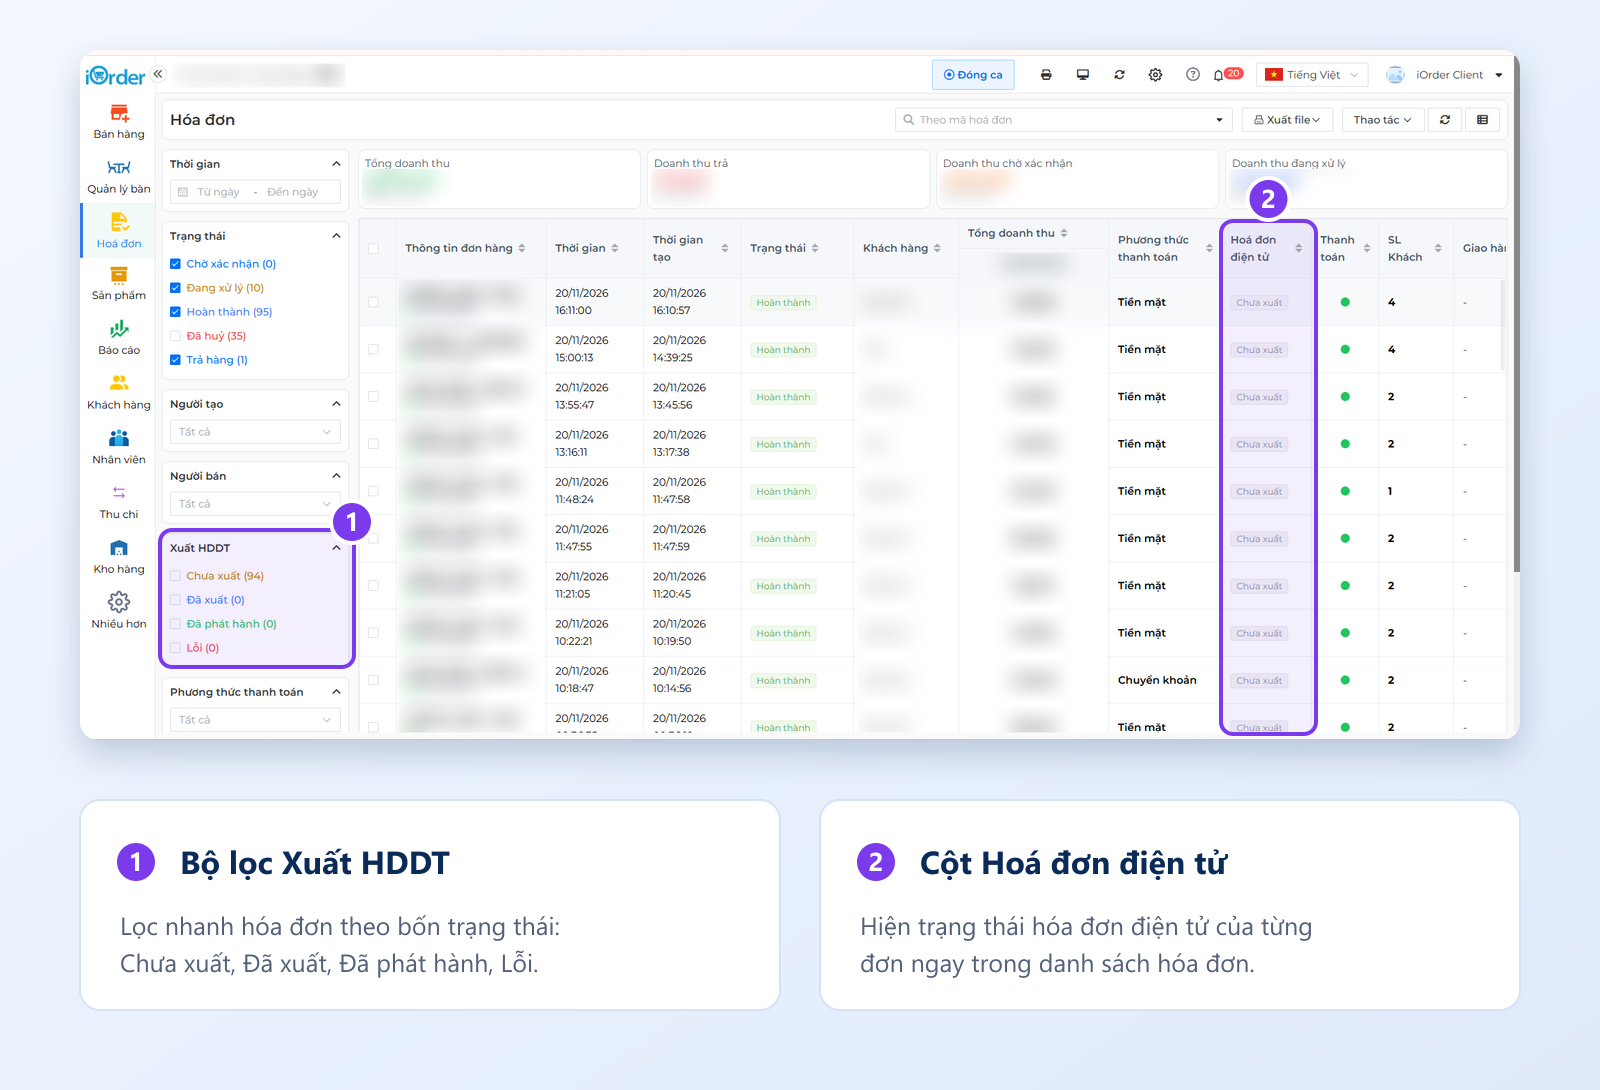 iOrder
Đóng ca
20
Tiếng Việt
iOrder Client
Bán hàng
Quản lý bàn
Hoá đơn
Sản phẩm
Báo cáo
Khách hàng
Nhân viên
Thu chi
Kho hàng
Nhiều hơn
Hóa đơn
Theo mã hoá đơn
Xuất file
Thao tác
Thời gian
Từ ngày - Đến ngày
Trạng thái
Chờ xác nhận (0)
Đang xử lý (10)
Hoàn thành (95)
Đã huỷ (35)
Trả hàng (1)
Người tạo
Tất cả
Người bán
Tất cả
1
Xuất HDDT
Chưa xuất (94)
Đã xuất (0)
Đã phát hành (0)
Lỗi (0)
Phương thức thanh toán
Tất cả
Tổng doanh thu
Doanh thu trả
Doanh thu chờ xác nhận
Doanh thu đang xử lý
2
Thông tin đơn hàng
Thời gian
Thời gian tạo
Trạng thái
Khách hàng
Tổng doanh thu
Phương thức thanh toán
Hoá đơn điện tử
Thanh toán
SL Khách
Giao hàn
20/11/2026 16:11:00 20/11/2026 16:10:57 Hoàn thành Tiền mặt Chưa xuất 4 -
20/11/2026 15:00:13 20/11/2026 14:39:25 Hoàn thành Tiền mặt Chưa xuất 4 -
20/11/2026 13:55:47 20/11/2026 13:45:56 Hoàn thành Tiền mặt Chưa xuất 2 -
20/11/2026 13:16:11 20/11/2026 13:17:38 Hoàn thành Tiền mặt Chưa xuất 2 -
20/11/2026 11:48:24 20/11/2026 11:47:58 Hoàn thành Tiền mặt Chưa xuất 1 -
20/11/2026 11:47:55 20/11/2026 11:47:59 Hoàn thành Tiền mặt Chưa xuất 2 -
20/11/2026 11:21:05 20/11/2026 11:20:45 Hoàn thành Tiền mặt Chưa xuất 2 -
20/11/2026 10:22:21 20/11/2026 10:19:50 Hoàn thành Tiền mặt Chưa xuất 2 -
20/11/2026 10:18:47 20/11/2026 10:14:56 Hoàn thành Chuyển khoản Chưa xuất 2 -
20/11/2026 20/11/2026 Hoàn thành Tiền mặt Chưa xuất 2 -
1 Bộ lọc Xuất HDDT
Lọc nhanh hóa đơn theo bốn trạng thái:
Chưa xuất, Đã xuất, Đã phát hành, Lỗi.
2 Cột Hoá đơn điện tử
Hiện trạng thái hóa đơn điện tử của từng
đơn ngay trong danh sách hóa đơn.